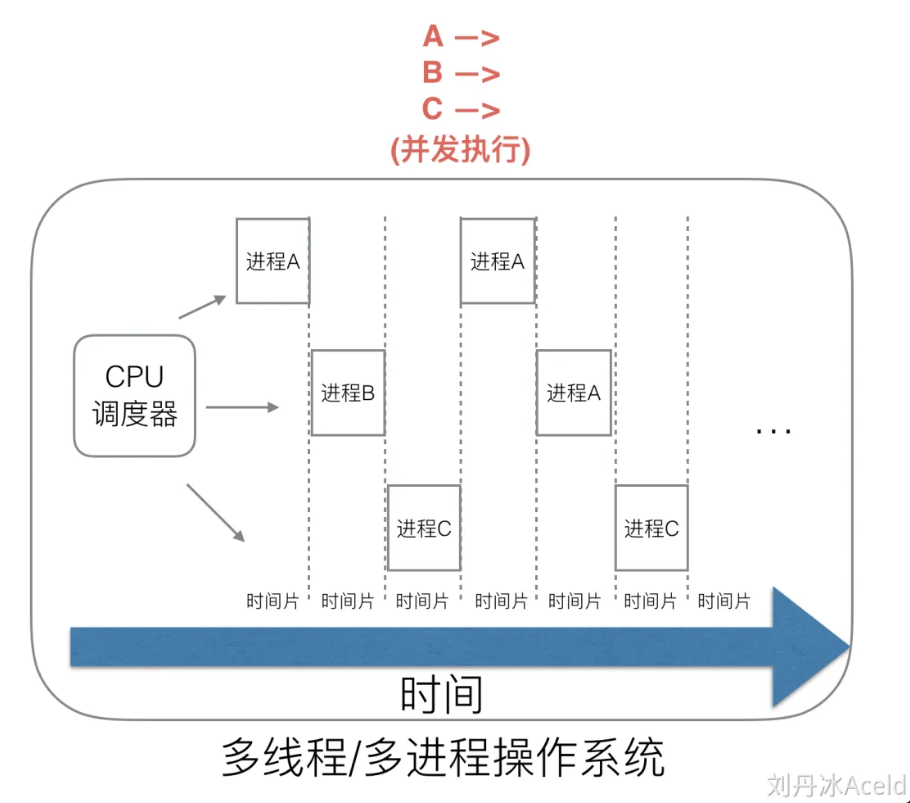 A —>
B —>
C —>
(并发执行)
进程A
进程A
CPU
调度器
进程B
进程A
...
进程C
进程C
时间片 时间片 时间片 时间片 时间片 时间片 时间片
时间
多线程/多进程操作系统
刘丹冰Aceld